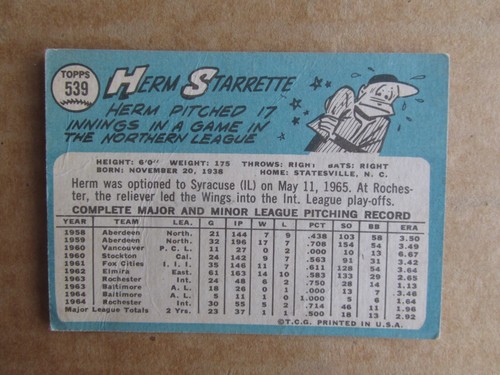 TOPPS
539
HERM STARRETTE
HERM PITCHED 17
INNINGS IN A GAME IN
THE NORTHERN LEAGUE
HEIGHT: 6'0" WEIGHT: 175 THROWS: RIGHT BATS: RIGHT
BORN: NOVEMBER 20, 1938 HOME: STATESVILLE, N. C.
Herm was optioned to Syracuse (IL) on May 11, 1965. At Roches-
ter, the reliever led the Wings into the Int. League play-offs.
COMPLETE MAJOR AND MINOR LEAGUE PITCHING RECORD
YEAR TEAM LEA. G IP W L PCT. SO BB ERA
1958 Aberdeen North. 21 144 7 9 .438 103 58 3.50
1959 Aberdeen North. 32 196 17 7 .708 154 54 3.49
1960 Vancouver P.C.L. 11 27 0 2 .000 10 13 6.67
1960 Stockton Cal. 24 142 9 7 .563 91 31 3.42
1961 Fox Cities I.I.I. 35 146 11 7 .611 128 54 3.64
1962 Elmira East. 61 163 14 10 .583 133 29 2.65
1963 Rochester Int. 24 48 6 2 .750 28 14 1.13
1963 Baltimore A.L. 18 26 0 1 .000 13 7 3.46
1964 Baltimore A.L. 5 11 1 0 1.000 5 6 1.64
1964 Rochester Int. 50 78 6 1 46 11 1.96
Major League Totals 2 Yrs. 23 37 1 1 .500 18 13 2.92
©T.C.G. PRINTED IN U.S.A.